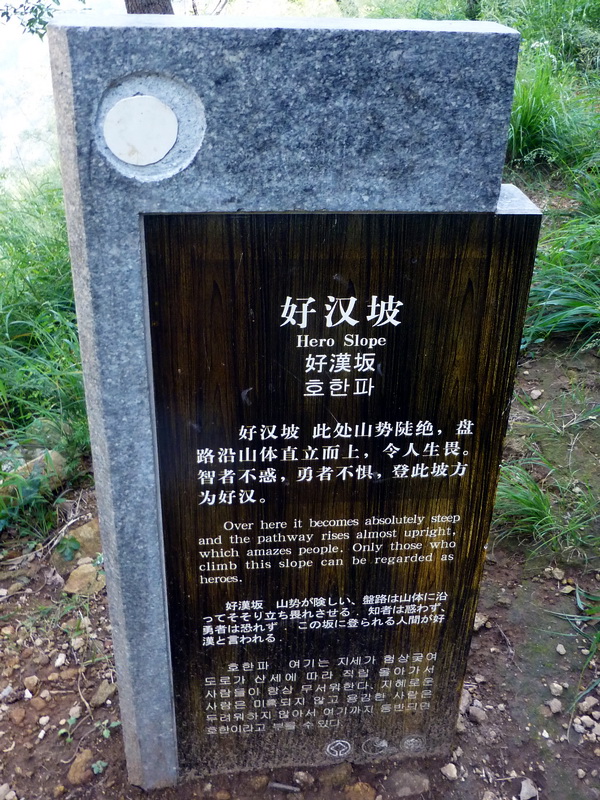 好汉坡
Hero Slope
好漢坂
호한파
好汉坡 此处山势陡绝，盘
路沿山体直立而上，令人生畏。
智者不惑，勇者不惧，登此坡方
为好汉。
Over here it becomes absolutely steep
and the pathway rises almost upright,
which amazes people. Only those who
climb this slope can be regarded as
heroes.
好漢坂 山势が険しい、盤路は山体に沿
ってそそり立ち畏れさせる。知者は惑わず、
勇者は恐れず。この坂に登られる人間が好
漢と言われる。
호한파 여기는 지세가 험상궂여
도로가 산세에 따라 직립 올아가서
사람들이 항상 무서워한다. 지혜로운
사람은 미혹되지 않고 용감한 사람은
두려워하지 않아서 여기까지 등반되면
호한이라고 부를 수 있다.